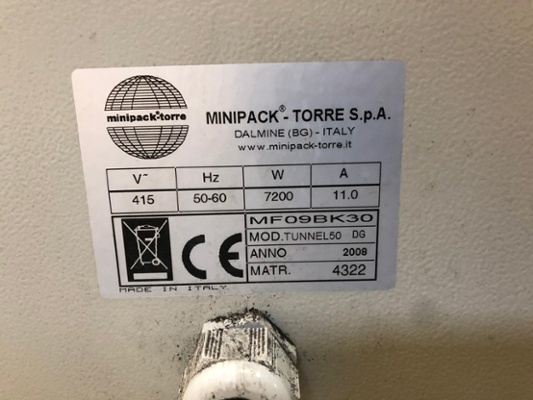 minipack-torre
MINIPACK®- TORRE S.p.A.
DALMINE (BG) - ITALY
www.minipack-torre.it
V~ Hz W A
415 50-60 7200 11.0
MF09BK30
MOD.TUNNEL50 DG
ANNO 2008
MATR. 4322
CE
MADE IN ITALY